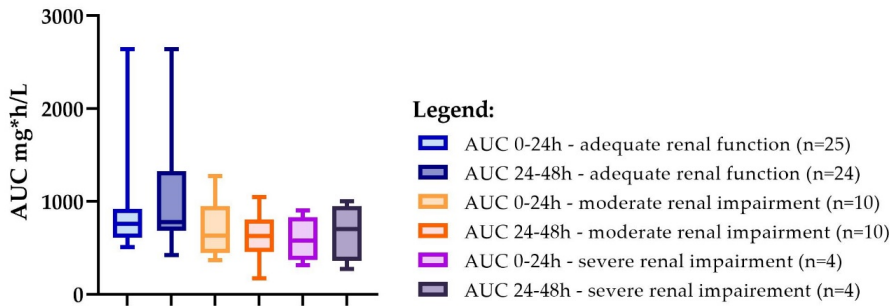 3000
2000
1000
0
AUC mg*h/L
Legend:
AUC 0-24h - adequate renal function (n=25)
AUC 24-48h - adequate renal function (n=24)
AUC 0-24h - moderate renal impairment (n=10)
AUC 24-48h - moderate renal impairment (n=10)
AUC 0-24h - severe renal impairment (n=4)
AUC 24-48h - severe renal impairement (n=4)